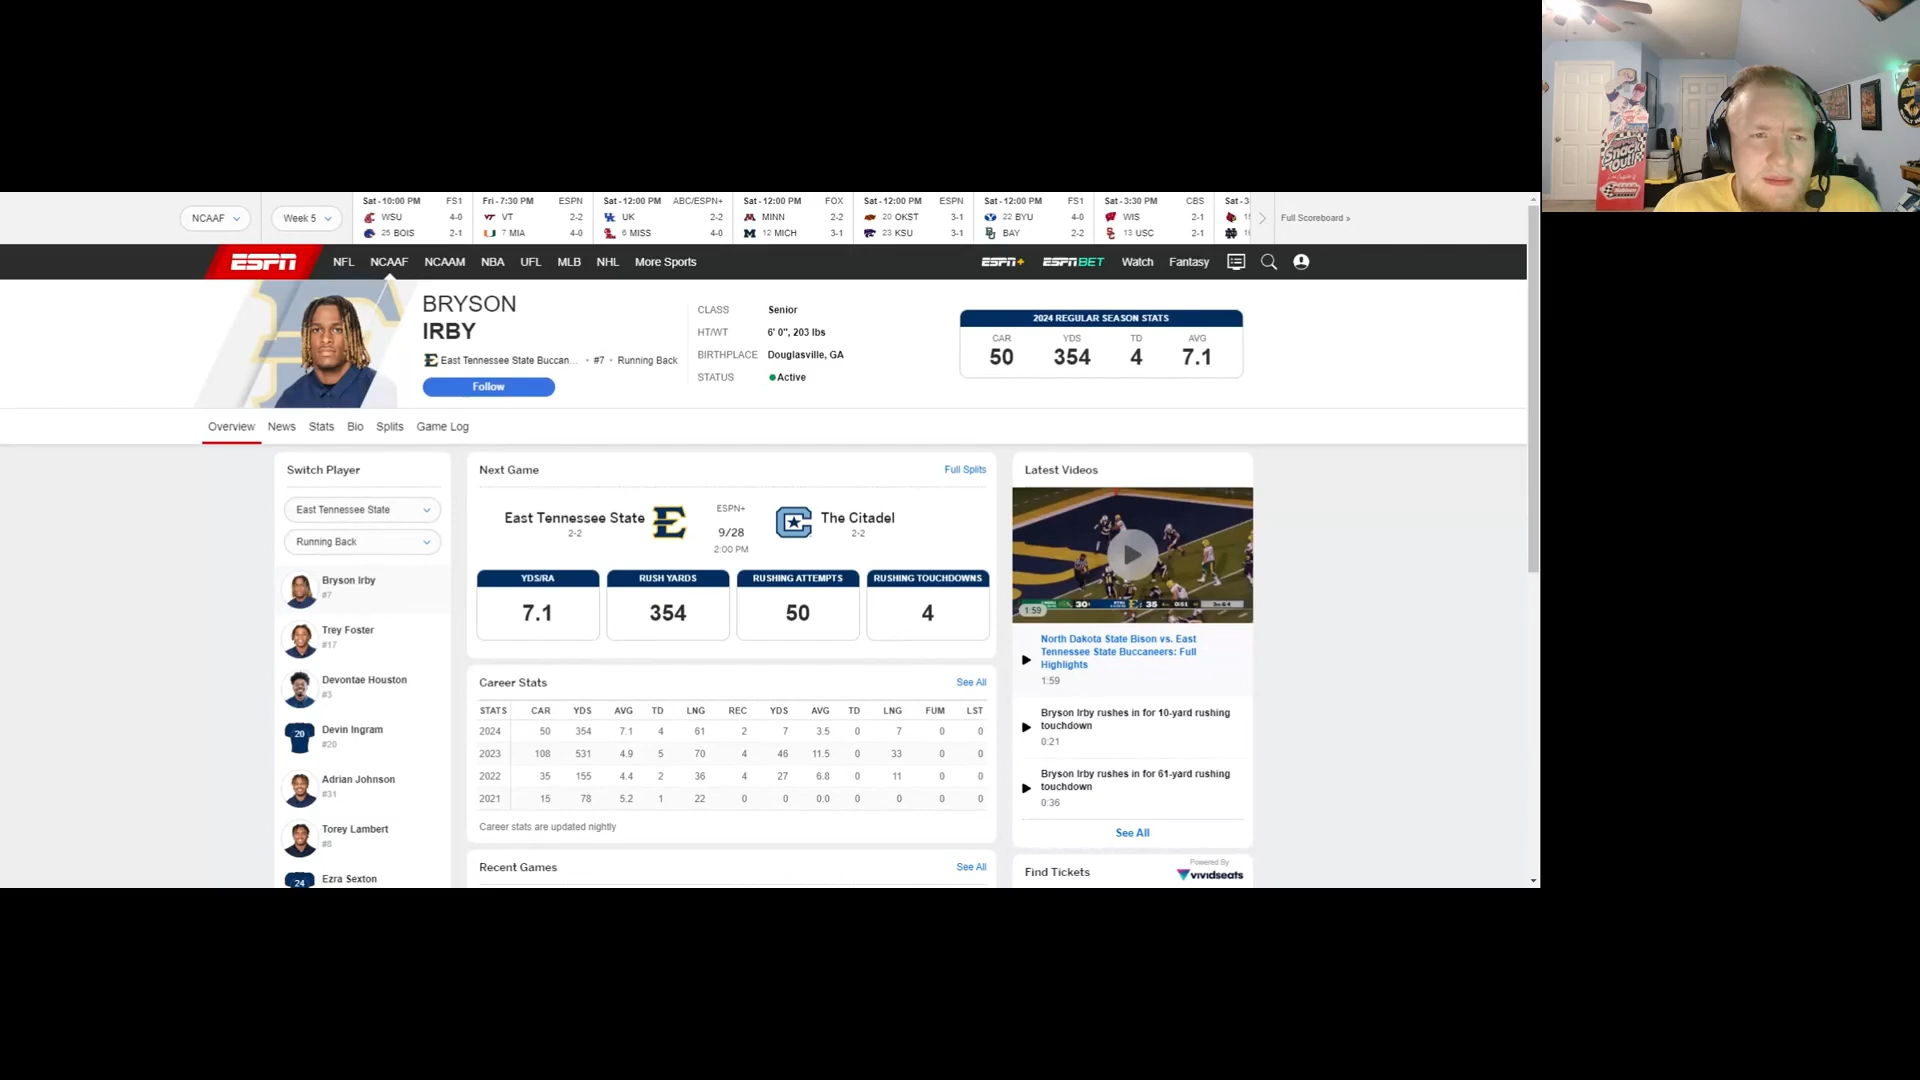 NCAAF
Week 5
Sat - 10:00 PM FS1
WSU 4-0
25 BOIS 2-1
Fri - 7:30 PM ESPN
VT 2-2
7 MIA 4-0
Sat - 12:00 PM ABC/ESPN+
UK 2-2
6 MISS 4-0
Sat - 12:00 PM FOX
MINN 2-2
12 MICH 3-1
Sat - 12:00 PM ESPN
20 OKST 3-1
23 KSU 3-1
Sat - 12:00 PM FS1
22 BYU 4-0
BAY 2-2
Sat - 3:30 PM CBS
WIS 2-1
13 USC 2-1
Sat - 3
Full Scoreboard »
ESPN NFL NCAAF NCAAM NBA UFL MLB NHL More Sports ESPN+ ESPN BET Watch Fantasy
BRYSON
IRBY
East Tennessee State Buccan... • #7 • Running Back
Follow
CLASS Senior
HT/WT 6' 0", 203 lbs
BIRTHPLACE Douglasville, GA
STATUS Active
2024 REGULAR SEASON STATS
CAR YDS TD AVG
50 354 4 7.1
Overview News Stats Bio Splits Game Log
Switch Player
East Tennessee State
Running Back
Bryson Irby
#7
Trey Foster
#17
Devontae Houston
#3
20
Devin Ingram
#20
Adrian Johnson
#31
Torey Lambert
#8
24
Ezra Sexton
Next Game Full Splits
East Tennessee State
2-2
ESPN+
9/28
2:00 PM
The Citadel
2-2
YDS/RA RUSH YARDS RUSHING ATTEMPTS RUSHING TOUCHDOWNS
7.1 354 50 4
Career Stats See All
STATS CAR YDS AVG TD LNG REC YDS AVG TD LNG FUM LST
2024 50 354 7.1 4 61 2 7 3.5 0 7 0 0
2023 108 531 4.9 5 70 4 46 11.5 0 33 0 0
2022 35 155 4.4 2 36 4 27 6.8 0 11 0 0
2021 15 78 5.2 1 22 0 0 0.0 0 0 0 0
Career stats are updated nightly
Recent Games See All
Latest Videos
30 35 0:51
1:59
North Dakota State Bison vs. East
Tennessee State Buccaneers: Full
Highlights
1:59
Bryson Irby rushes in for 10-yard rushing
touchdown
0:21
Bryson Irby rushes in for 61-yard rushing
touchdown
0:36
See All
Find Tickets
Powered By
vividseats
Snack
Out!